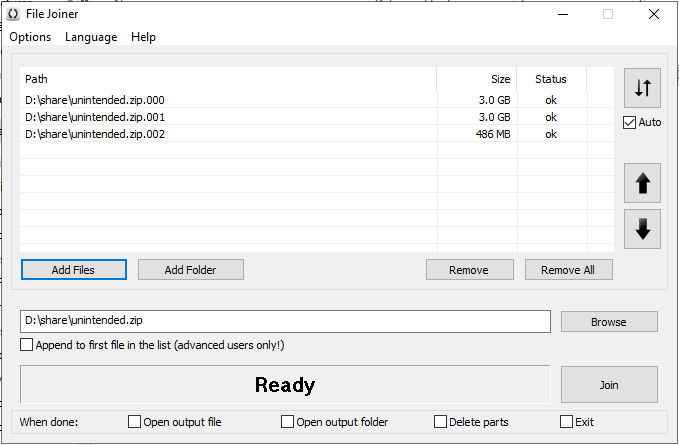 File Joiner
Options Language Help
Path Size Status
D:\share\unintended.zip.000 3.0 GB ok
D:\share\unintended.zip.001 3.0 GB ok
D:\share\unintended.zip.002 486 MB ok
Auto
Add Files Add Folder Remove Remove All
D:\share\unintended.zip Browse
Append to first file in the list (advanced users only!)
Ready Join
When done: Open output file Open output folder Delete parts Exit